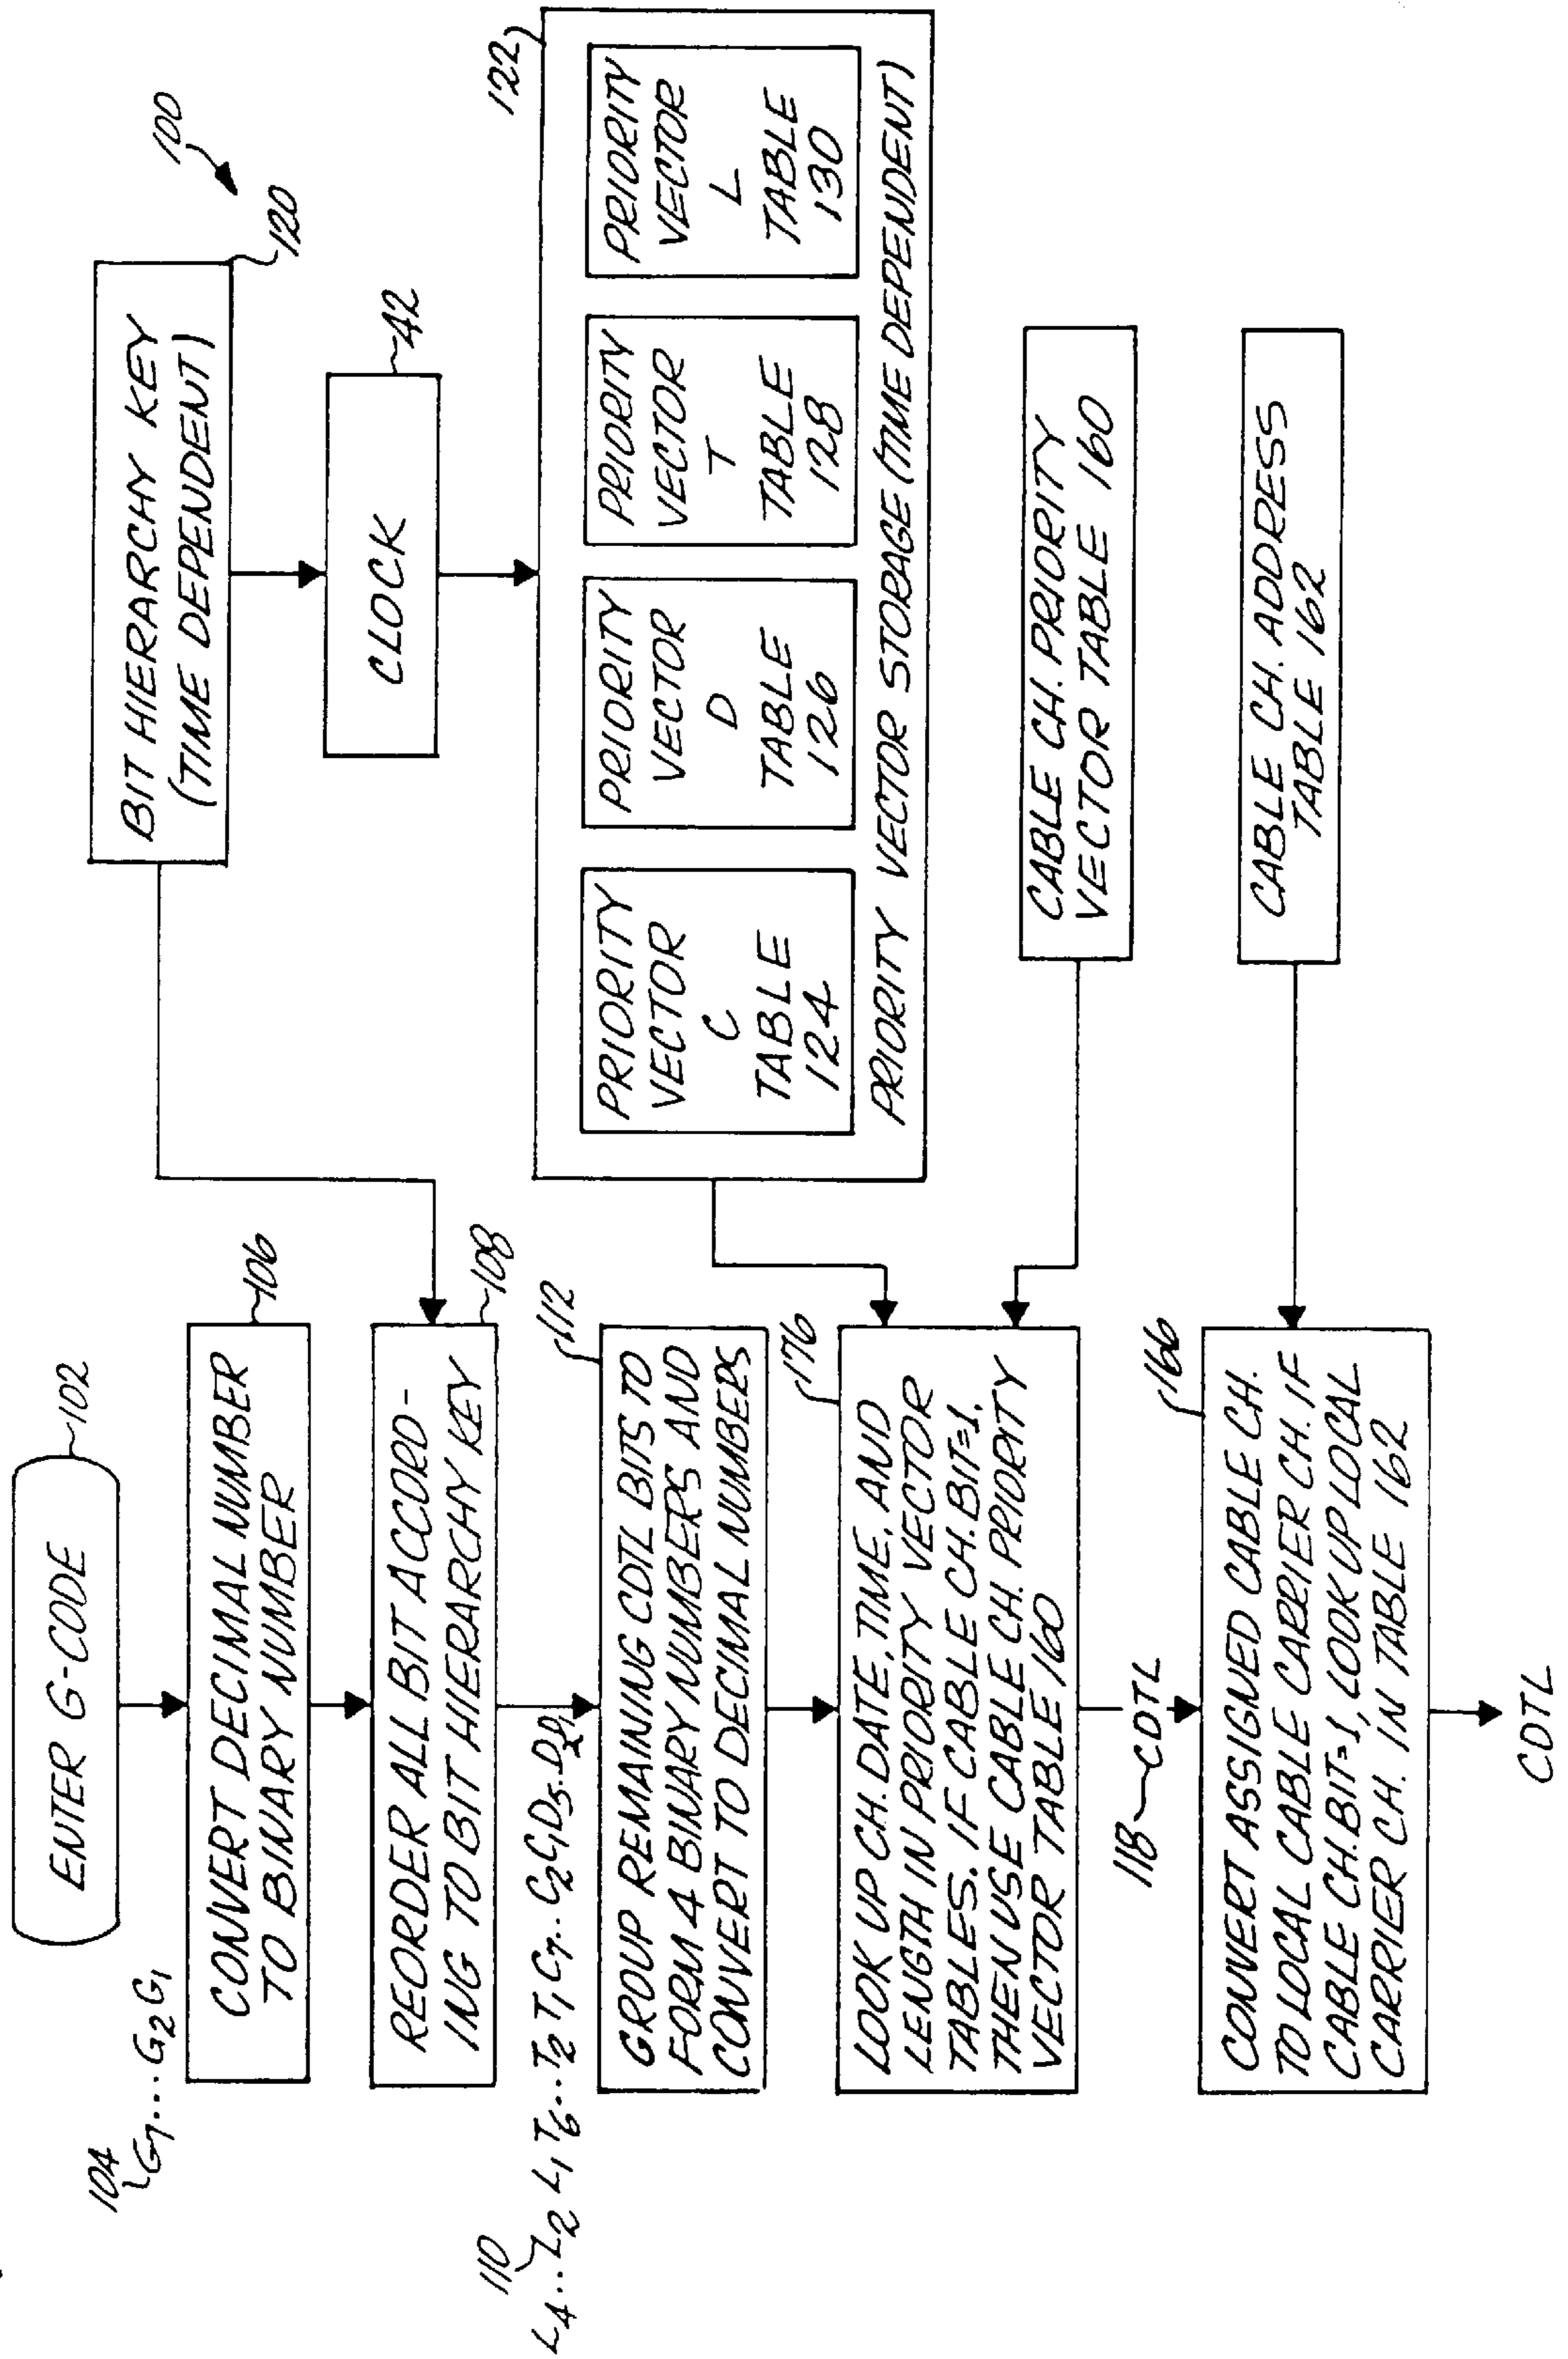 100
ENTER G-CODE
102
104
G7...G2G1
CONVERT DECIMAL NUMBER
TO BINARY NUMBER
106
REORDER ALL BIT ACCORD-
ING TO BIT HIERARCHY KEY
108
110
L4...L2 L1 T6...T2 T1 C7...C2C1D5...D2D1
GROUP REMAINING CDTL BITS TO
FORM 4 BINARY NUMBERS AND
CONVERT TO DECIMAL NUMBERS
112
LOOK UP CH. DATE, TIME, AND
LENGTH IN PRIORITY VECTOR
TABLES. IF CABLE CH. BIT=1,
THEN USE CABLE CH. PRIORITY
VECTOR TABLE 160
176
118
CDTL
CONVERT ASSIGNED CABLE CH.
TO LOCAL CABLE CARRIER CH. IF
CABLE CH. BIT=1, LOOK UP LOCAL
CARRIER CH. IN TABLE 162
166
CDTL
BIT HIERARCHY KEY
(TIME DEPENDENT)
120
CLOCK
42
122
PRIORITY
VECTOR
C
TABLE
124
PRIORITY
VECTOR
D
TABLE
126
PRIORITY
VECTOR
T
TABLE
128
PRIORITY
VECTOR
L
TABLE
130
PRIORITY VECTOR STORAGE (TIME DEPENDENT)
CABLE CH. PRIORITY
VECTOR TABLE 160
CABLE CH. ADDRESS
TABLE 162